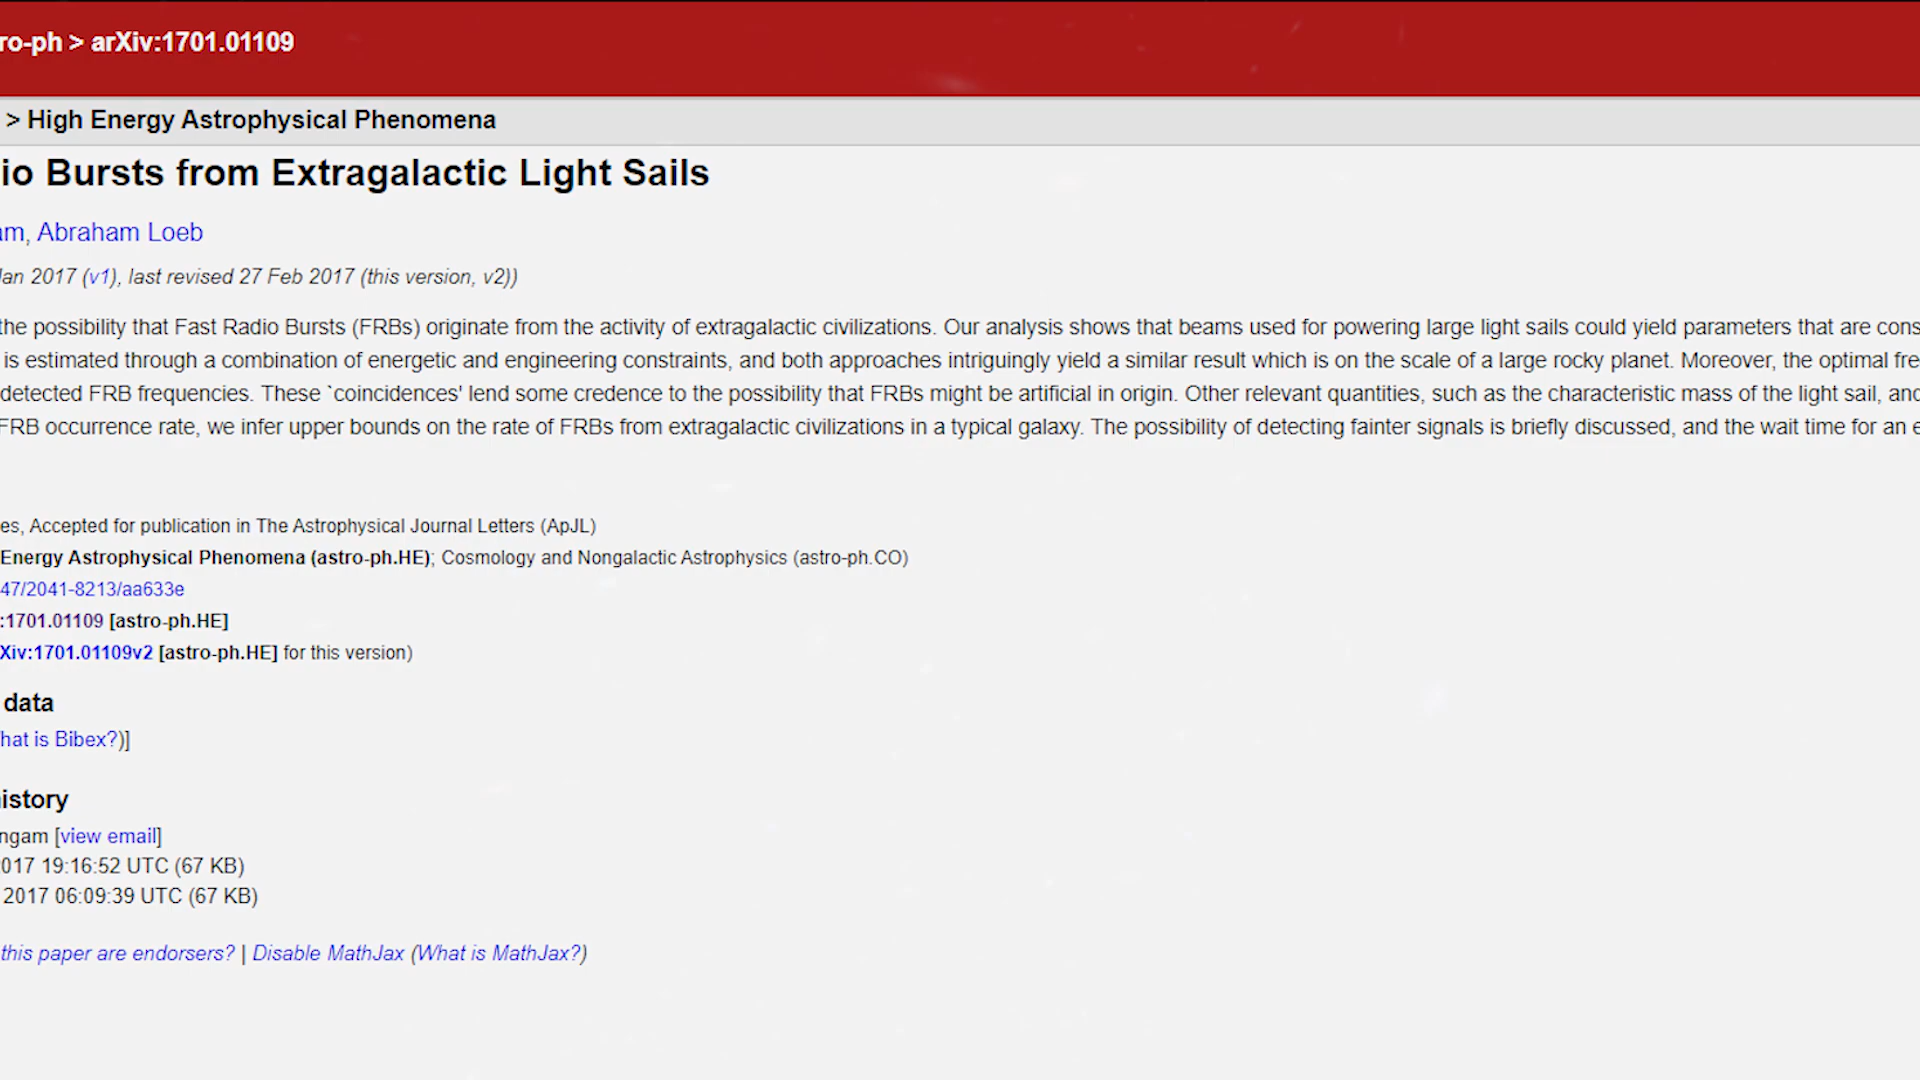 ro-ph > arXiv:1701.01109
> High Energy Astrophysical Phenomena
io Bursts from Extragalactic Light Sails
am, Abraham Loeb
Jan 2017 (v1), last revised 27 Feb 2017 (this version, v2))
the possibility that Fast Radio Bursts (FRBs) originate from the activity of extragalactic civilizations. Our analysis shows that beams used for powering large light sails could yield parameters that are cons
is estimated through a combination of energetic and engineering constraints, and both approaches intriguingly yield a similar result which is on the scale of a large rocky planet. Moreover, the optimal fre
detected FRB frequencies. These `coincidences' lend some credence to the possibility that FRBs might be artificial in origin. Other relevant quantities, such as the characteristic mass of the light sail, and
FRB occurrence rate, we infer upper bounds on the rate of FRBs from extragalactic civilizations in a typical galaxy. The possibility of detecting fainter signals is briefly discussed, and the wait time for an e
es, Accepted for publication in The Astrophysical Journal Letters (ApJL)
Energy Astrophysical Phenomena (astro-ph.HE); Cosmology and Nongalactic Astrophysics (astro-ph.CO)
47/2041-8213/aa633e
:1701.01109 [astro-ph.HE]
Xiv:1701.01109v2 [astro-ph.HE] for this version)
data
hat is Bibex?)]
istory
ngam [view email]
017 19:16:52 UTC (67 KB)
2017 06:09:39 UTC (67 KB)
this paper are endorsers? | Disable MathJax (What is MathJax?)